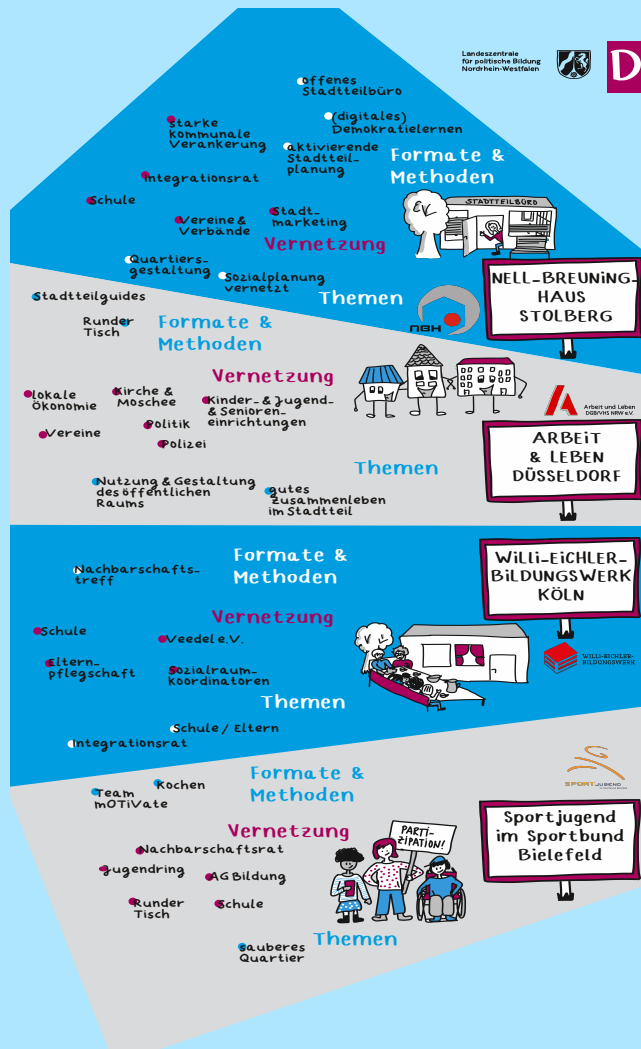 Landeszentrale
für politische Bildung
Nordrhein-Westfalen
D
offenes
Stadtteilbüro
(digitales)
Demokratielernen
starke
kommunale
Verankerung
aktivierende
Stadtteil-
planung
Formate &
Methoden
Integrationsrat
Schule
STADTTEILBÜRO
Vereine &
Verbände
Stadt-
marketing
Vernetzung
Quartiers-
gestaltung
Sozialplanung
vernetzt
Themen
NBH
NELL-BREUNiNG-
HAUS
STOLBERG
Stadtteilguides
Runder
Tisch
Formate &
Methoden
Vernetzung
lokale
Ökonomie
Kirche &
Moschee
Kinder- & Jugend-
& Senioren-
einrichtungen
Vereine
Politik
Polizei
Arbeit und Leben
DGB/VHS NRW e.V.
ARBEiT
& LEBEN
DÜSSELDORF
Themen
Nutzung & Gestaltung
des öffentlichen
Raums
gutes
zusammenleben
im Stadtteil
Formate &
Methoden
Nachbarschafts-
treff
WiLLi-EiCHLER-
BiLDUNGSWERK
KÖLN
Vernetzung
Schule
Veedel e.V.
Eltern-
pflegschaft
Sozialraum-
koordinatoren
WILLI-EICHLER-
BILDUNGSWERK
Themen
Schule / Eltern
Integrationsrat
Formate &
Methoden
Team
mOTiVate
Kochen
SPORTJUGEND
Vernetzung
Nachbarschaftsrat
Jugendring
AG Bildung
Runder
Tisch
Schule
PARTI-
ZIPATION!
Sportjugend
im Sportbund
Bielefeld
Themen
sauberes
Quartier